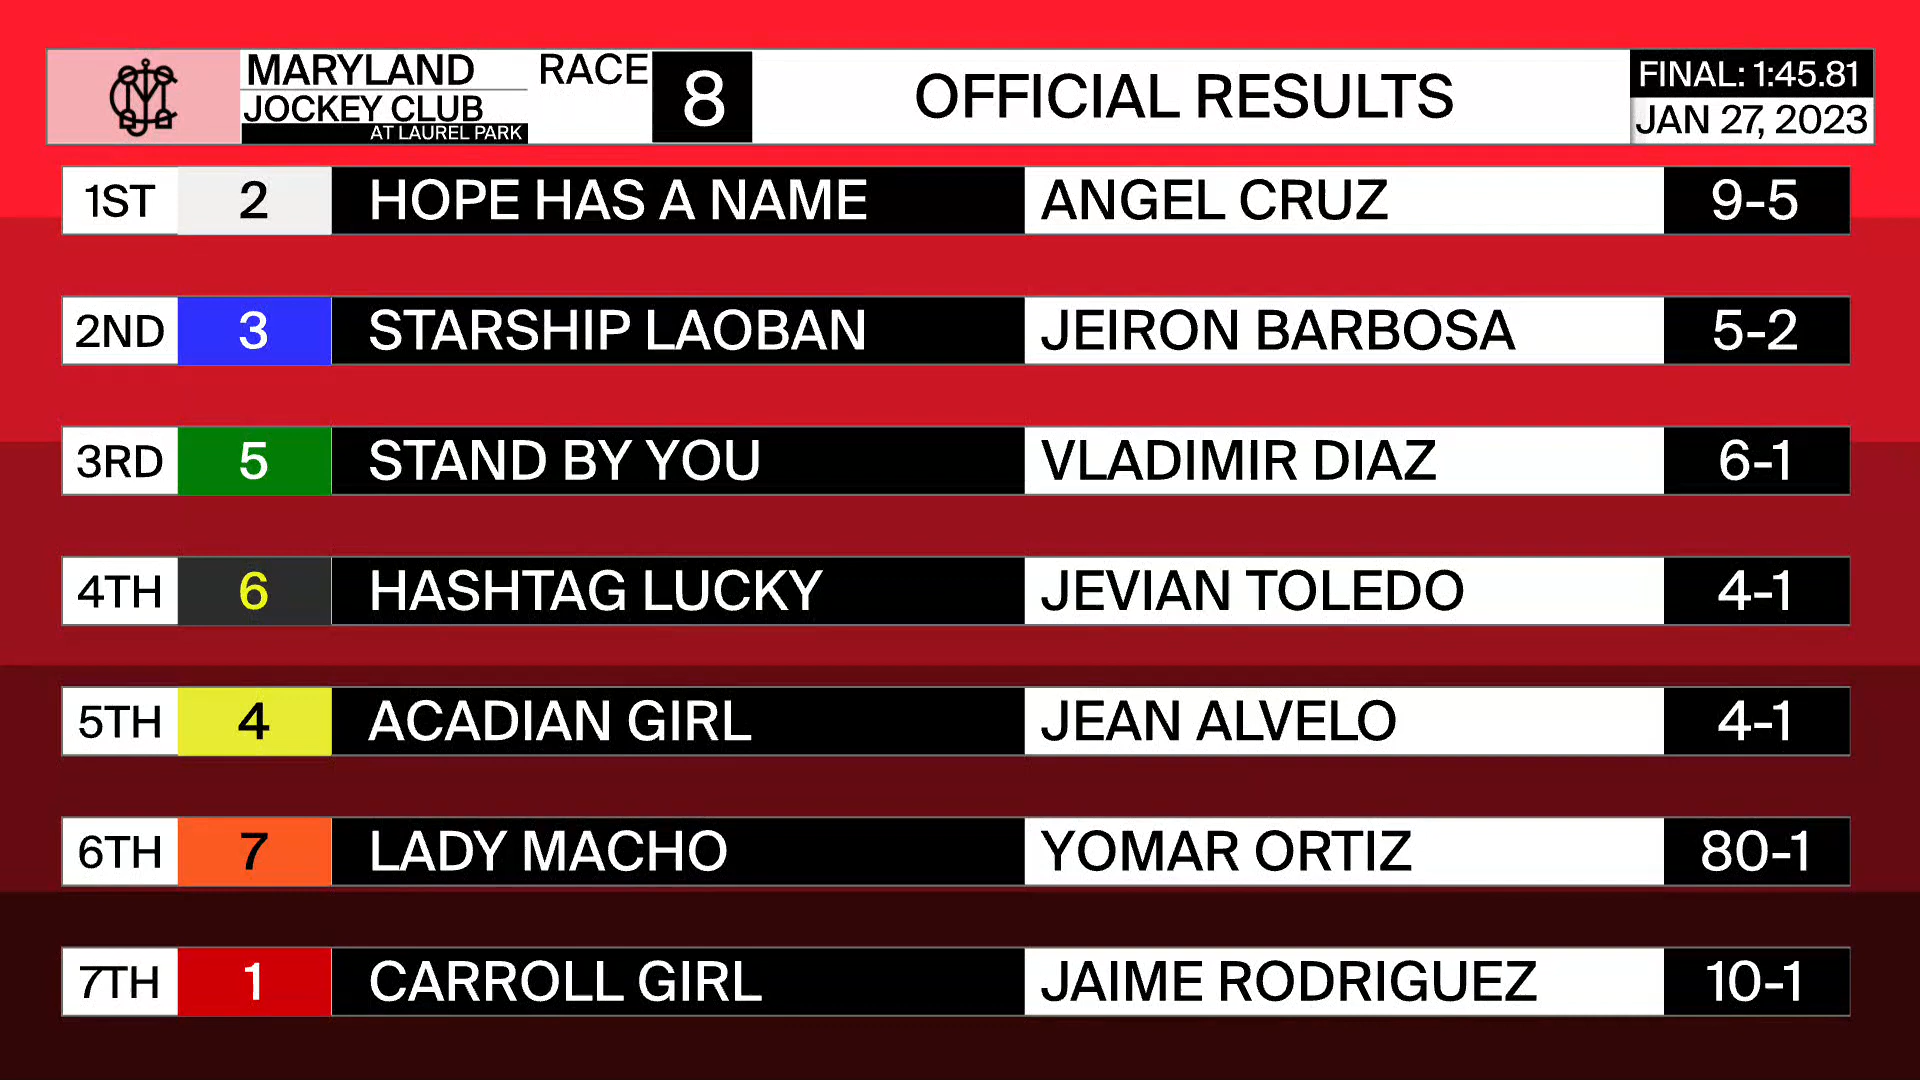 MARYLAND
JOCKEY CLUB
AT LAUREL PARK
RACE 8
OFFICIAL RESULTS
FINAL: 1:45.81
JAN 27, 2023
1ST 2 HOPE HAS A NAME ANGEL CRUZ 9-5
2ND 3 STARSHIP LAOBAN JEIRON BARBOSA 5-2
3RD 5 STAND BY YOU VLADIMIR DIAZ 6-1
4TH 6 HASHTAG LUCKY JEVIAN TOLEDO 4-1
5TH 4 ACADIAN GIRL JEAN ALVELO 4-1
6TH 7 LADY MACHO YOMAR ORTIZ 80-1
7TH 1 CARROLL GIRL JAIME RODRIGUEZ 10-1